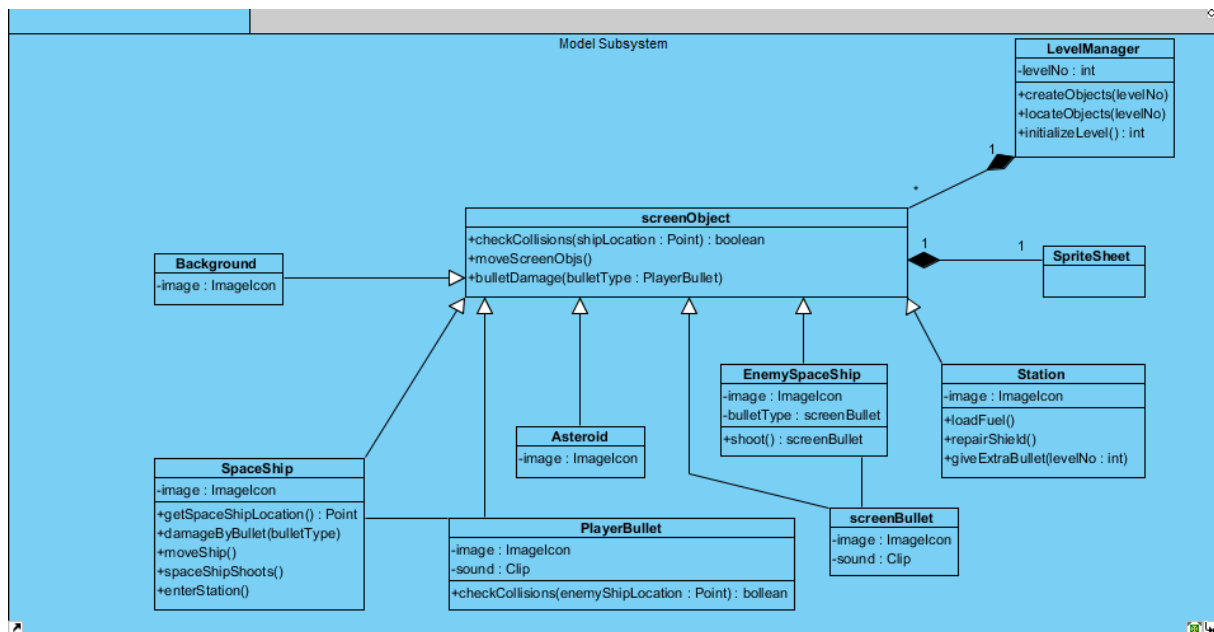 Model Subsystem
LevelManager
-levelNo : int
+createObjects(levelNo)
+locateObjects(levelNo)
+initializeLevel() : int
1
*
screenObject
+checkCollisions(shipLocation : Point) : boolean
+moveScreenObjs()
+bulletDamage(bulletType : PlayerBullet)
1
1
SpriteSheet
Background
-image : ImageIcon
EnemySpaceShip
-image : ImageIcon
-bulletType : screenBullet
+shoot() : screenBullet
Station
-image : ImageIcon
+loadFuel()
+repairShield()
+giveExtraBullet(levelNo : int)
Asteroid
-image : ImageIcon
SpaceShip
-image : ImageIcon
+getSpaceShipLocation() : Point
+damageByBullet(bulletType)
+moveShip()
+spaceShipShoots()
+enterStation()
PlayerBullet
-image : ImageIcon
-sound : Clip
+checkCollisions(enemyShipLocation : Point) : bollean
screenBullet
-image : ImageIcon
-sound : Clip